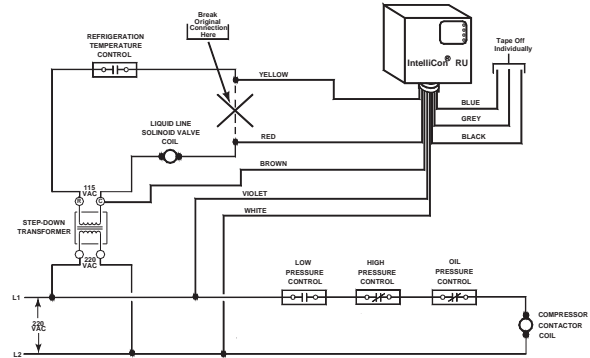 Break
Original
Connection
Here
REFRIGERATION
TEMPERATURE
CONTROL
IntelliCon® RU
Tape Off
Individually
YELLOW
BLUE
GREY
BLACK
LIQUID LINE
SOLINOID VALVE
COIL
RED
BROWN
VIOLET
WHITE
115
VAC
R
G
STEP-DOWN
TRANSFORMER
220
VAC
LOW
PRESSURE
CONTROL
HIGH
PRESSURE
CONTROL
OIL
PRESSURE
CONTROL
L1
220
VAC
L2
COMPRESSOR
CONTACTOR
COIL